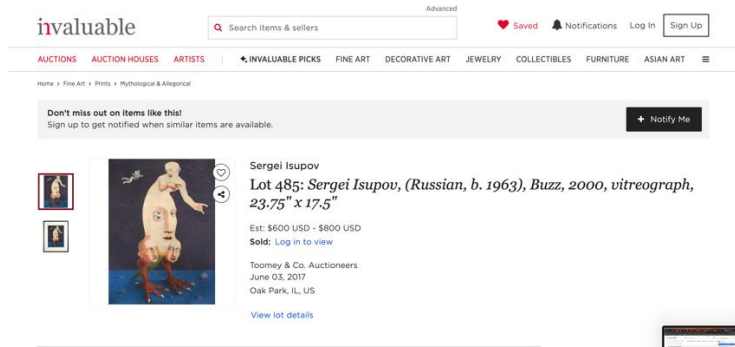 Advanced
invaluable
Search items & sellers
Saved
Notifications
Log In
Sign Up
AUCTIONS
AUCTION HOUSES
ARTISTS
INVALUABLE PICKS
FINE ART
DECORATIVE ART
JEWELRY
COLLECTIBLES
FURNITURE
ASIAN ART
Home > Fine Art > Prints > Mythological & Allegorical
Don't miss out on items like this!
Sign up to get notified when similar items are available.
+ Notify Me
Sergei Isupov
Lot 485: Sergei Isupov, (Russian, b. 1963), Buzz, 2000, vitreograph,
23.75" x 17.5"
Est: $600 USD - $800 USD
Sold: Log in to view
Toomey & Co. Auctioneers
June 03, 2017
Oak Park, IL, US
View lot details